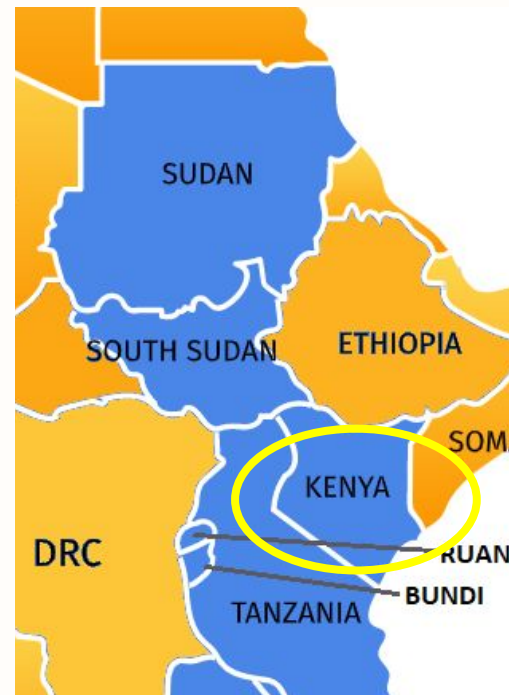 SUDAN
SOUTH SUDAN
ETHIOPIA
SOM
KENYA
DRC
RUAN
BUNDI
TANZANIA